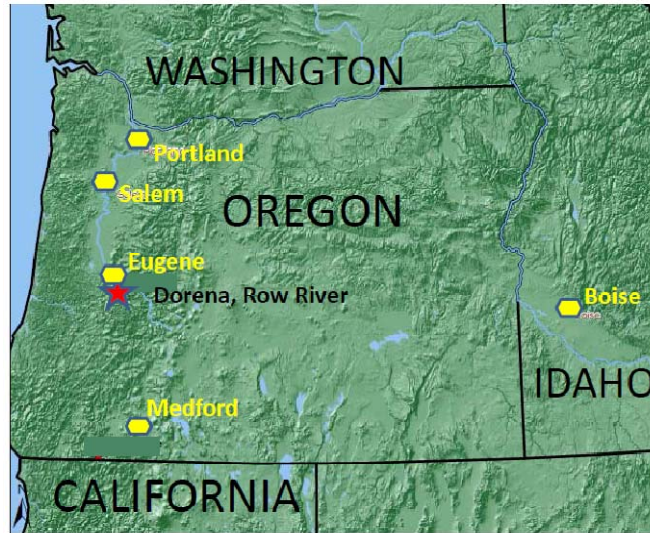 WASHINGTON
Portland
Salem
OREGON
Eugene
Dorena, Row River
Boise
IDAHO
Medford
CALIFORNIA